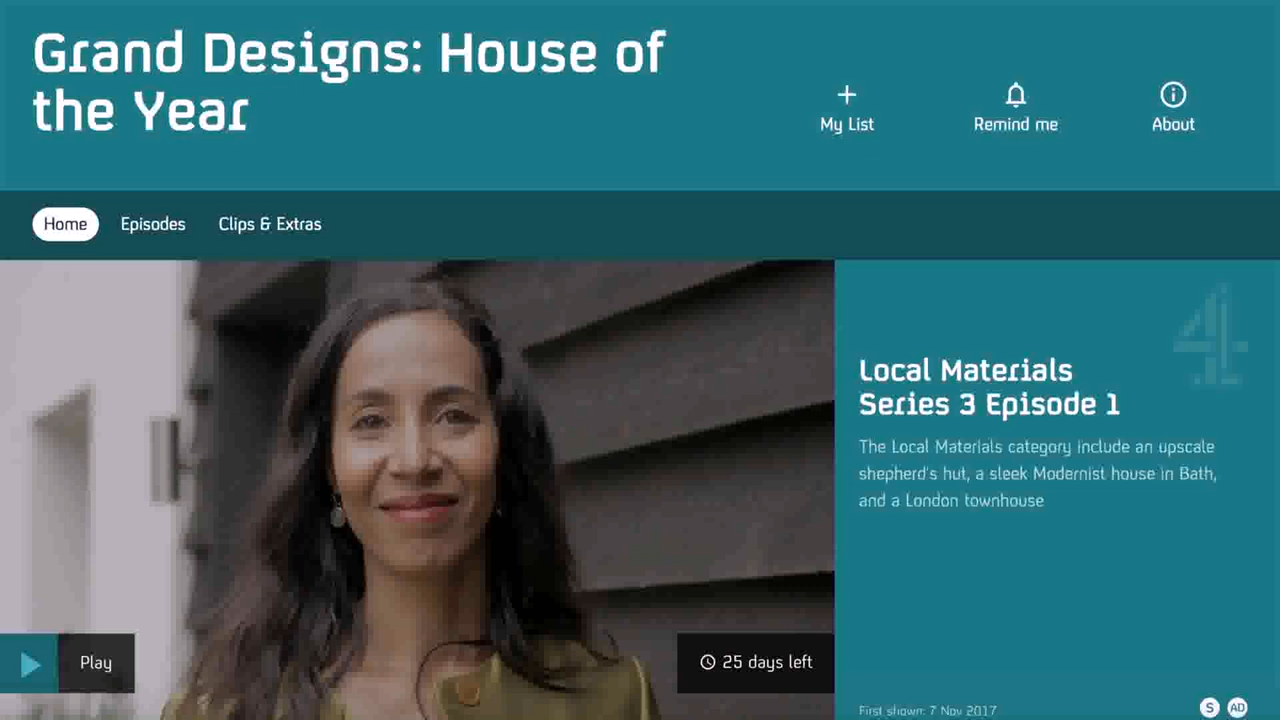 Grand Designs: House of
the Year
My List
Remind me
About
Home
Episodes
Clips & Extras
4
Local Materials
Series 3 Episode 1
The Local Materials category include an upscale
shepherd's hut, a sleek Modernist house in Bath,
and a London townhouse
Play
25 days left
First shown: 7 Nov 2017
S
AD